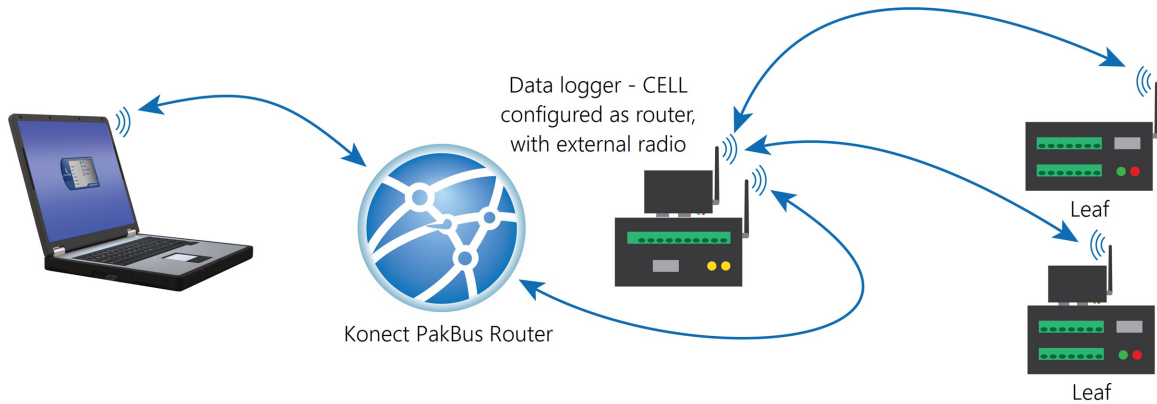 Data logger - CELL
configured as router,
with external radio
Leaf
Konect PakBus Router
Leaf